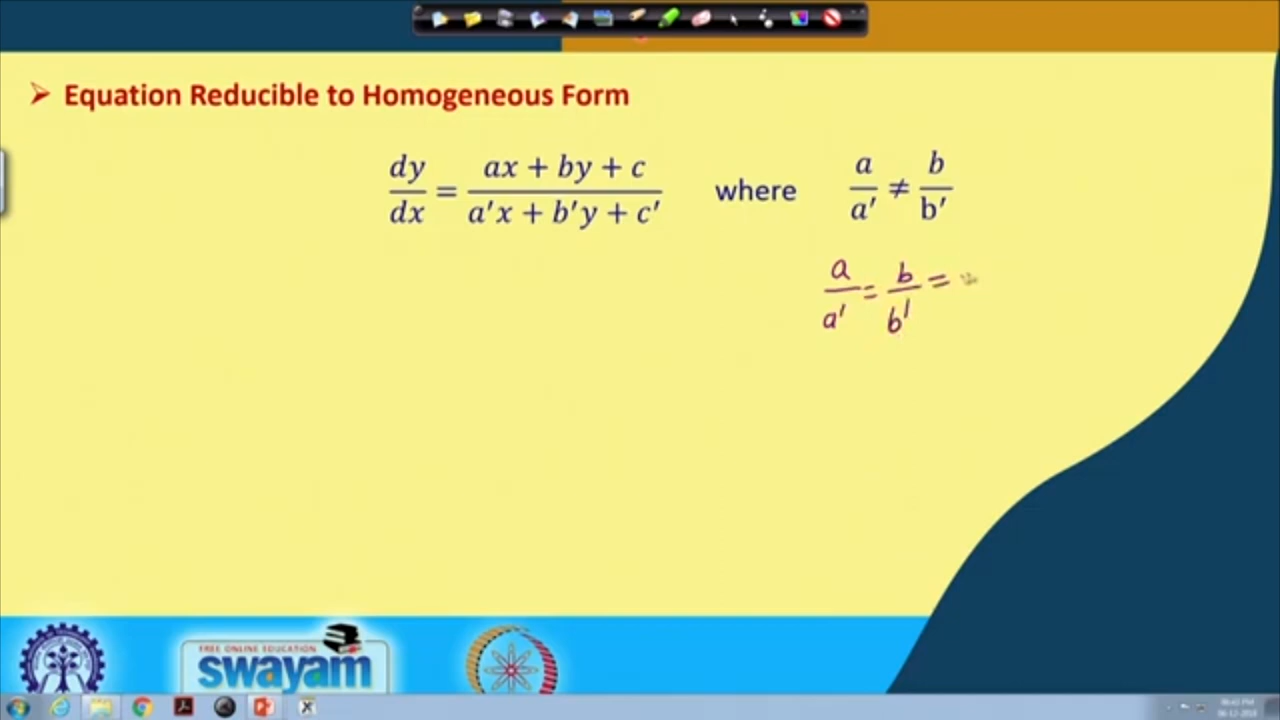 Equation Reducible to Homogeneous Form
dy/dx = (ax + by + c)/(a′x + b′y + c′) where a/a′ ≠ b/b′
a/a′ = b/b′ =
FREE ONLINE EDUCATION
swayam